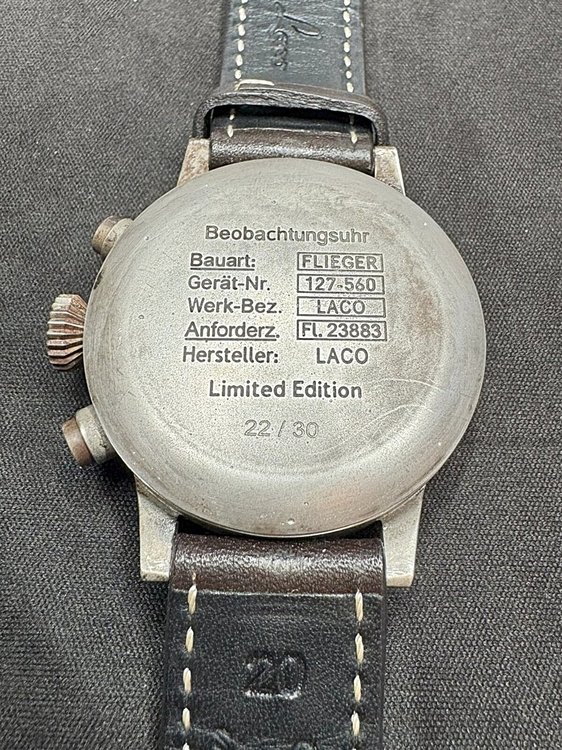 Laco
Beobachtungsuhr
Bauart: FLIEGER
Gerät-Nr. 127-560
Werk-Bez. LACO
Anforderz. Fl. 23883
Hersteller: LACO
Limited Edition
22 / 30
20